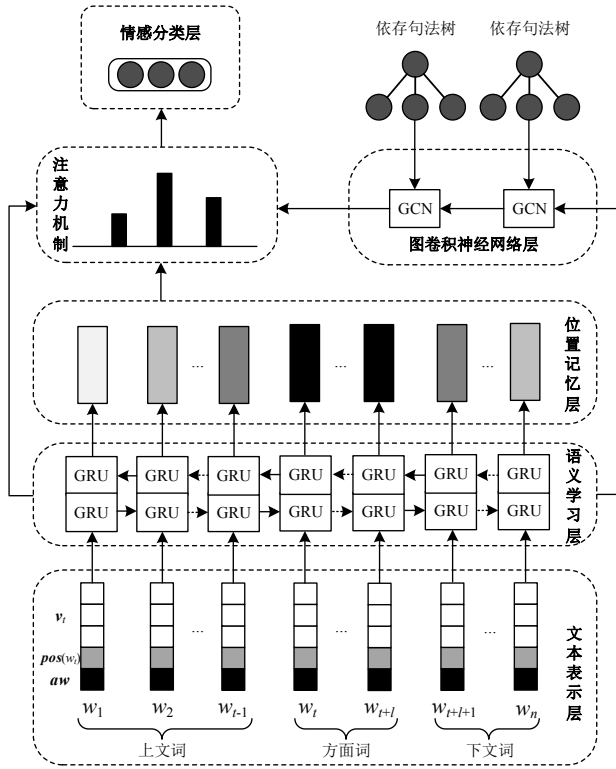 情感分类层
依存句法树 依存句法树
注意力机制
GCN GCN
图卷积神经网络层
... ... ...
位置记忆层
GRU GRU GRU GRU GRU GRU GRU
GRU GRU GRU GRU GRU GRU GRU
语义学习层
v_t
... ... ...
pos(w_t)
aw
文本表示层
w_1 w_2 w_{t-1} w_t w_{t+l} w_{t+l+1} w_n
上文词 方面词 下文词